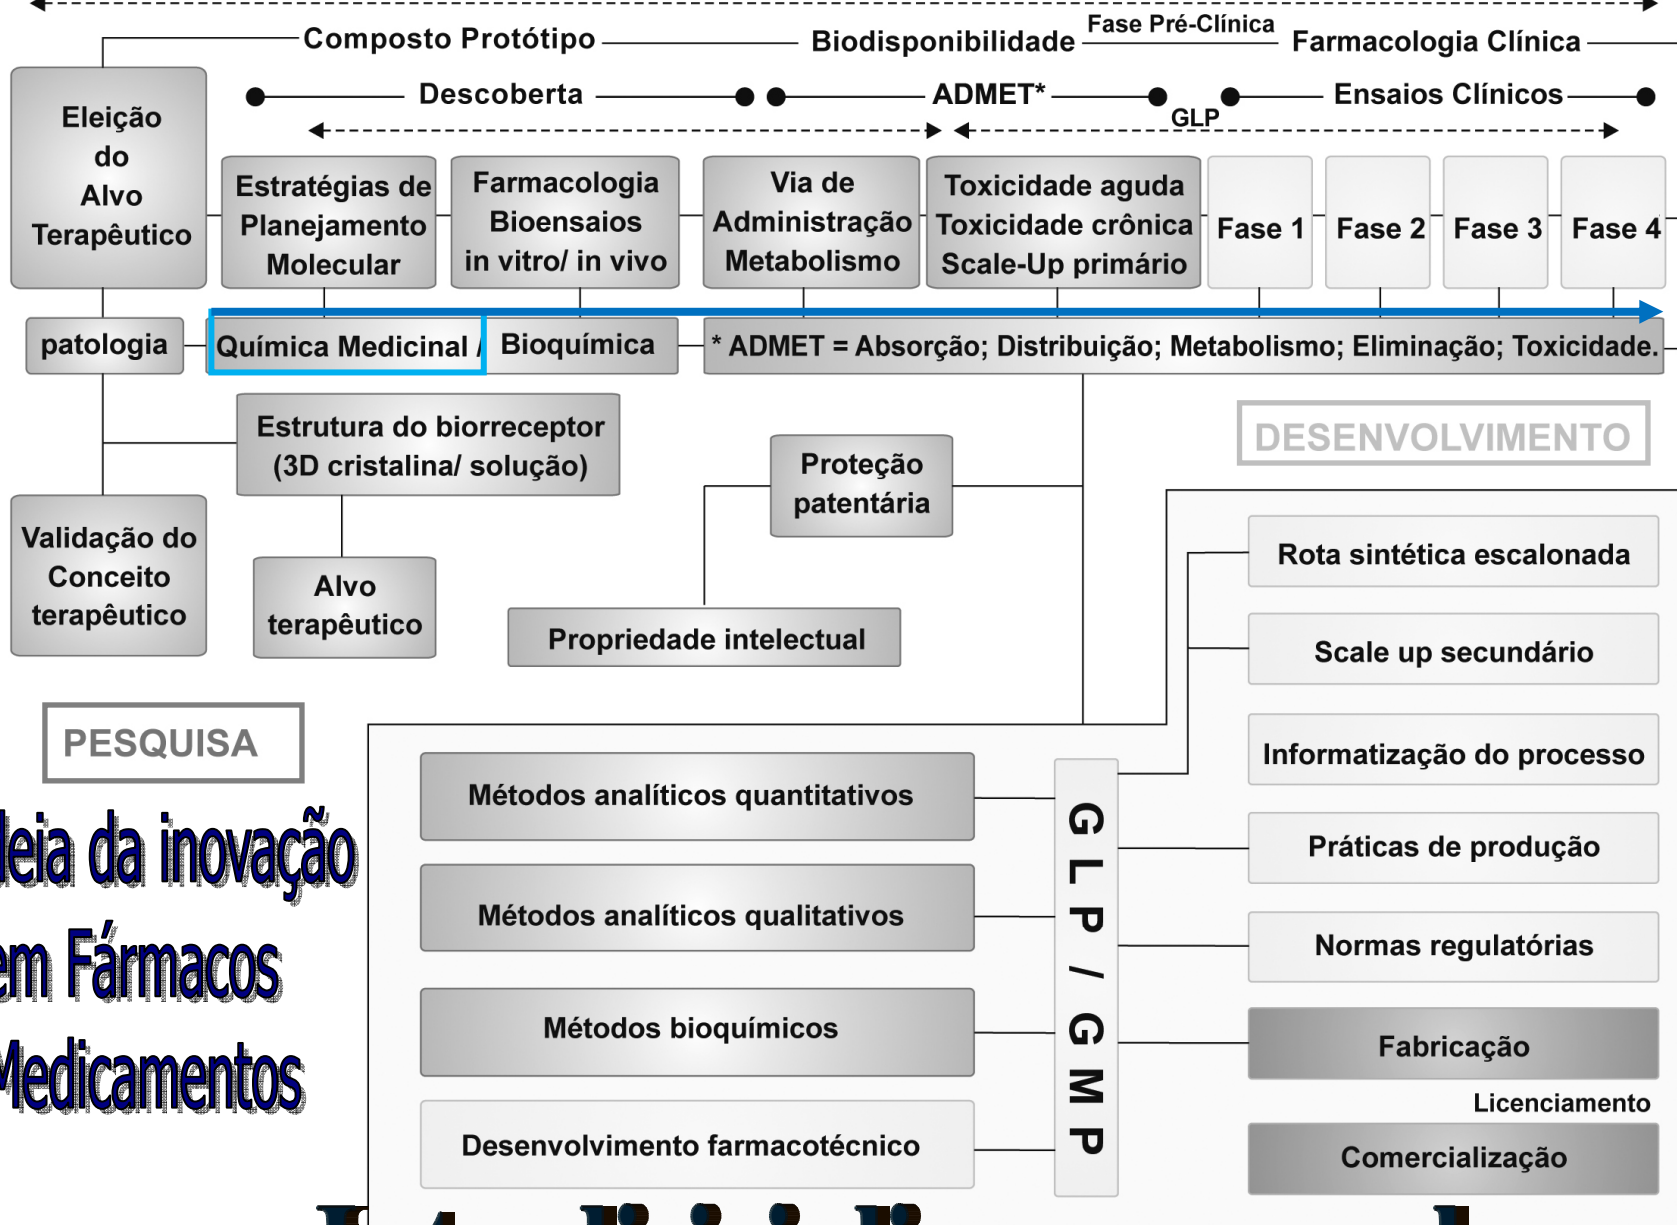 Composto Protótipo
Biodisponibilidade
Fase Pré-Clínica
Farmacologia Clínica
Descoberta
ADMET*
GLP
Ensaios Clínicos
Eleição
do
Alvo
Terapêutico
Estratégias de
Planejamento
Molecular
Farmacologia
Bioensaios
in vitro/ in vivo
Via de
Administração
Metabolismo
Toxicidade aguda
Toxicidade crônica
Scale-Up primário
Fase 1
Fase 2
Fase 3
Fase 4
patologia
Química Medicinal /
Bioquímica
* ADMET = Absorção; Distribuição; Metabolismo; Eliminação; Toxicidade.
Estrutura do biorreceptor
(3D cristalina/ solução)
Validação do
Conceito
terapêutico
Alvo
terapêutico
Proteção
patentária
Propriedade intelectual
DESENVOLVIMENTO
PESQUISA
deia da inovação
em Fármacos
Medicamentos
Métodos analíticos quantitativos
Métodos analíticos qualitativos
Métodos bioquímicos
Desenvolvimento farmacotécnico
GLP / GMP
Rota sintética escalonada
Scale up secundário
Informatização do processo
Práticas de produção
Normas regulatórias
Fabricação
Licenciamento
Comercialização